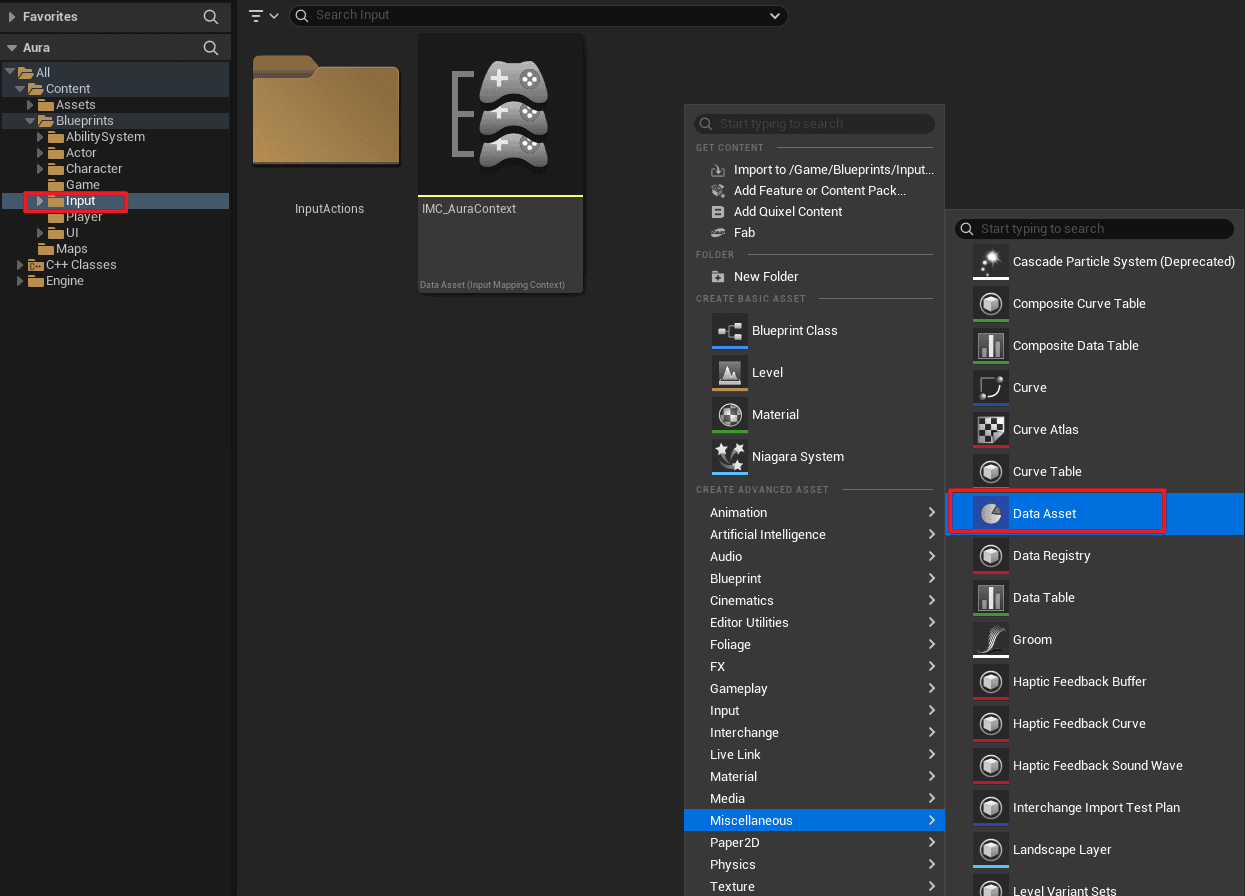 Favorites
Aura
All
Content
Assets
Blueprints
AbilitySystem
Actor
Character
Game
Input
Player
UI
Maps
C++ Classes
Engine
Search Input
InputActions
IMC_AuraContext
Data Asset (Input Mapping Context)
Start typing to search
GET CONTENT
Import to /Game/Blueprints/Input...
Add Feature or Content Pack...
Add Quixel Content
Fab
FOLDER
New Folder
CREATE BASIC ASSET
Blueprint Class
Level
Material
Niagara System
CREATE ADVANCED ASSET
Animation
Artificial Intelligence
Audio
Blueprint
Cinematics
Editor Utilities
Foliage
FX
Gameplay
Input
Interchange
Live Link
Material
Media
Miscellaneous
Paper2D
Physics
Texture
Start typing to search
Cascade Particle System (Deprecated)
Composite Curve Table
Composite Data Table
Curve
Curve Atlas
Curve Table
Data Asset
Data Registry
Data Table
Groom
Haptic Feedback Buffer
Haptic Feedback Curve
Haptic Feedback Sound Wave
Interchange Import Test Plan
Landscape Layer
Level Variant Sets